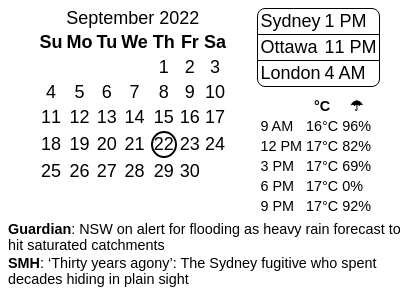 September 2022
Su Mo Tu We Th Fr Sa
1 2 3
4 5 6 7 8 9 10
11 12 13 14 15 16 17
18 19 20 21 22 23 24
25 26 27 28 29 30
Sydney 1 PM
Ottawa 11 PM
London 4 AM
°C ☂
9 AM 16°C 96%
12 PM 17°C 82%
3 PM 17°C 69%
6 PM 17°C 0%
9 PM 17°C 92%
Guardian: NSW on alert for flooding as heavy rain forecast to
hit saturated catchments
SMH: ‘Thirty years agony’: The Sydney fugitive who spent
decades hiding in plain sight